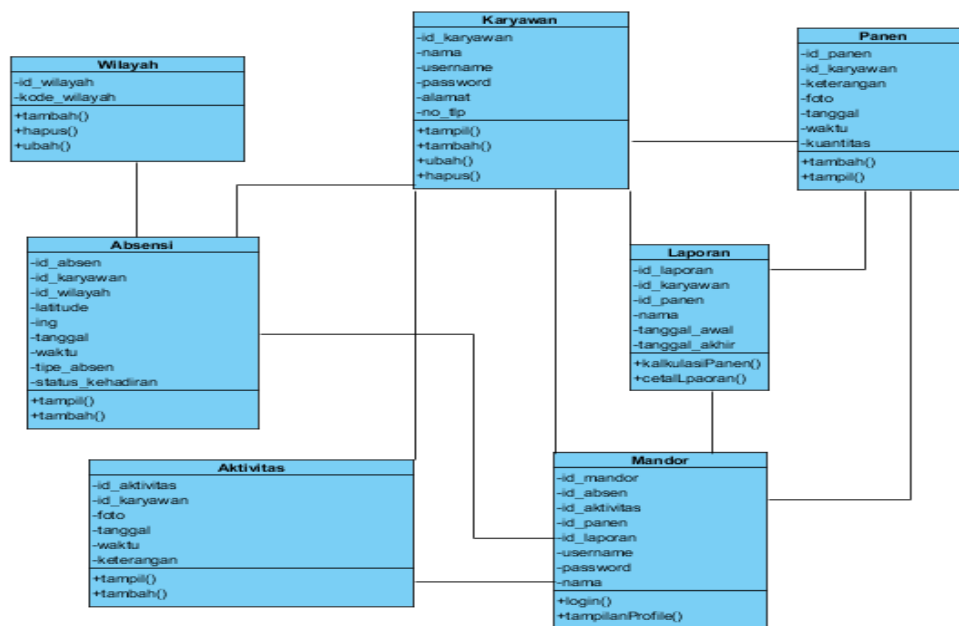 Karyawan
-id_karyawan
-nama
-username
-password
-alamat
-no_tlp
+tampil()
+tambah()
+ubah()
+hapus()
Panen
-id_panen
-id_karyawan
-keterangan
-foto
-tanggal
-waktu
-kuantitas
+tambah()
+tampil()
Wilayah
-id_wilayah
-kode_wilayah
+tambah()
+hapus()
+ubah()
Absensi
-id_absen
-id_karyawan
-id_wilayah
-latitude
-ing
-tanggal
-waktu
-tipe_absen
-status_kehadiran
+tampil()
+tambah()
Laporan
-id_laporan
-id_karyawan
-id_panen
-nama
-tanggal_awal
-tanggal_akhir
+kalkulasiPanen()
+cetalLpaoran()
Aktivitas
-id_aktivitas
-id_karyawan
-foto
-tanggal
-waktu
-keterangan
+tampil()
+tambah()
Mandor
-id_mandor
-id_absen
-id_aktivitas
-id_panen
-id_laporan
-username
-password
-nama
+login()
+tampilanProfile()